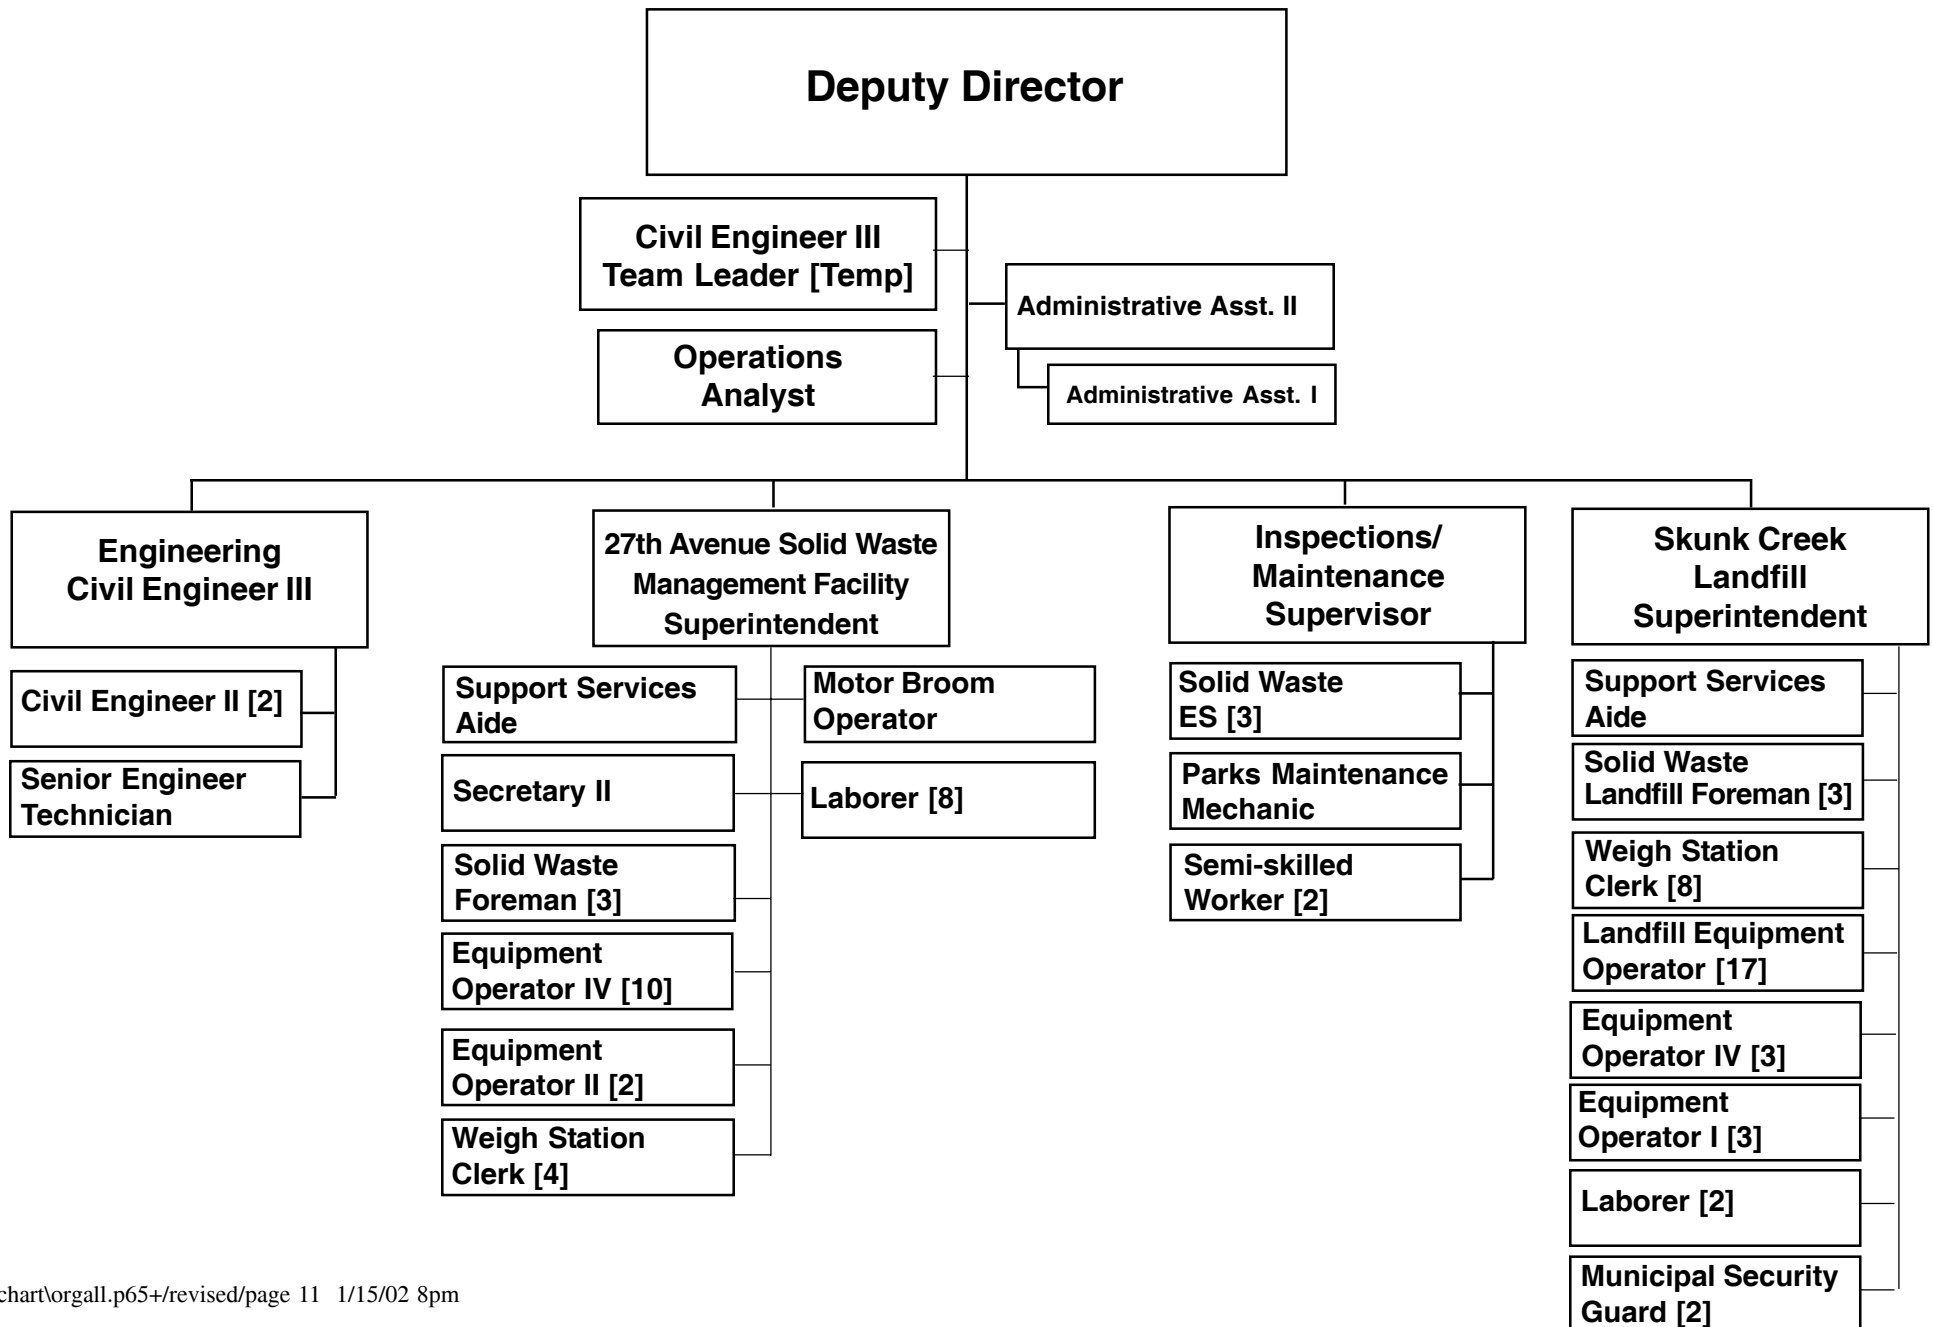 Deputy Director
Civil Engineer III
Team Leader [Temp]
Administrative Asst. II
Operations
Analyst
Administrative Asst. I
Engineering
Civil Engineer III
27th Avenue Solid Waste
Management Facility
Superintendent
Inspections/
Maintenance
Supervisor
Skunk Creek
Landfill
Superintendent
Civil Engineer II [2]
Senior Engineer
Technician
Support Services
Aide
Motor Broom
Operator
Secretary II
Laborer [8]
Solid Waste
Foreman [3]
Equipment
Operator IV [10]
Equipment
Operator II [2]
Weigh Station
Clerk [4]
Solid Waste
ES [3]
Parks Maintenance
Mechanic
Semi-skilled
Worker [2]
Support Services
Aide
Solid Waste
Landfill Foreman [3]
Weigh Station
Clerk [8]
Landfill Equipment
Operator [17]
Equipment
Operator IV [3]
Equipment
Operator I [3]
Laborer [2]
Municipal Security
Guard [2]
chart\orgall.p65+/revised/page 11 1/15/02 8pm